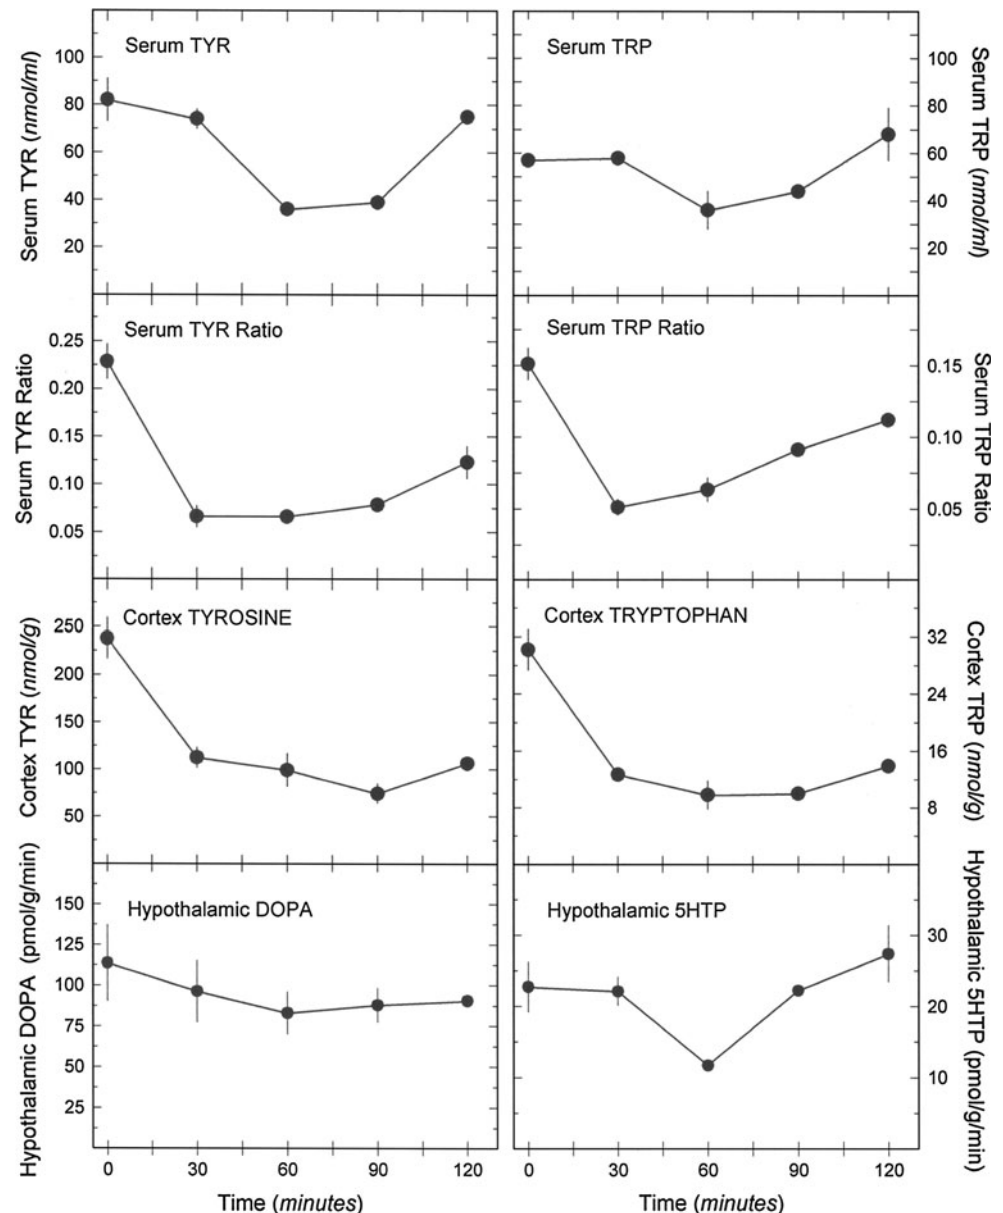 Serum TYR
Serum TYR (nmol/ml)
100
80
60
40
20
Serum TRP
100
80
60
40
20
Serum TRP (nmol/ml)
Serum TYR Ratio
Serum TYR Ratio
0.25
0.20
0.15
0.10
0.05
Serum TRP Ratio
0.15
0.10
0.05
Serum TRP Ratio
Cortex TYROSINE
Cortex TYR (nmol/g)
250
200
150
100
50
Cortex TRYPTOPHAN
32
24
16
8
Cortex TRP (nmol/g)
Hypothalamic DOPA
Hypothalamic DOPA (pmol/g/min)
150
125
100
75
50
25
Hypothalamic 5HTP
30
20
10
Hypothalamic 5HTP (pmol/g/min)
0 30 60 90 120
Time (minutes)
0 30 60 90 120
Time (minutes)